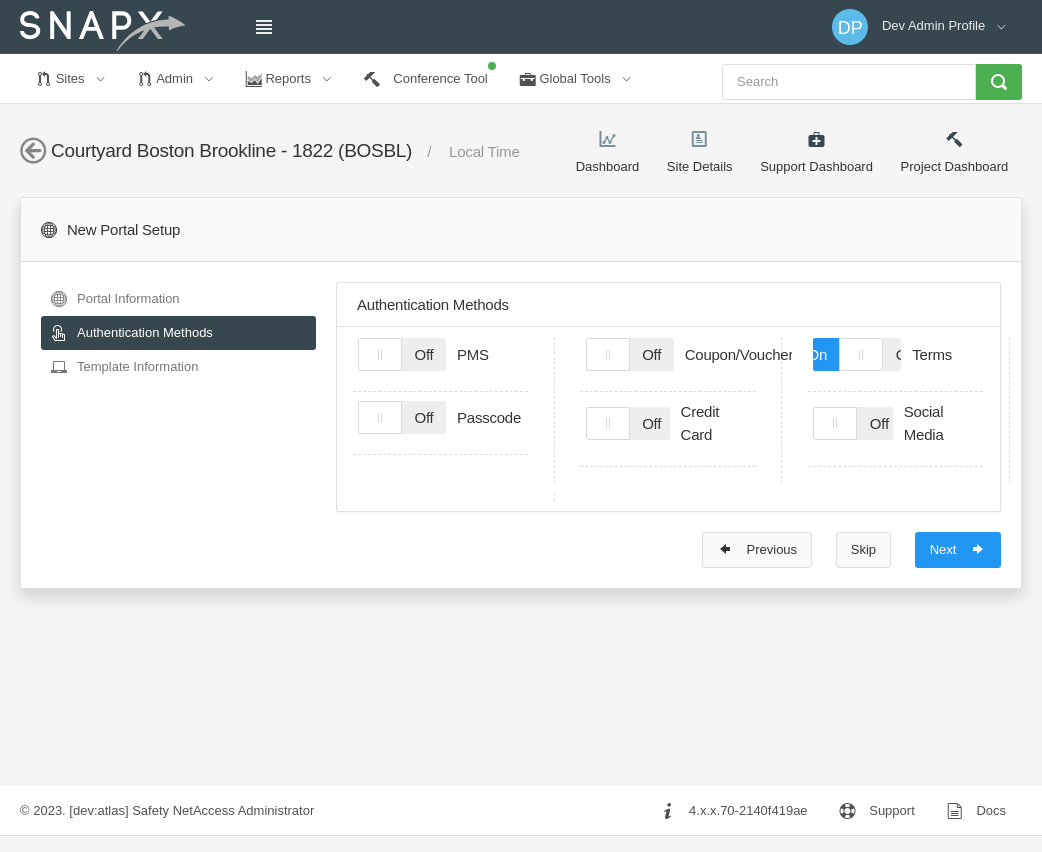 SNAPX
DP Dev Admin Profile
Sites Admin Reports Conference Tool Global Tools Search
Courtyard Boston Brookline - 1822 (BOSBL) / Local Time
Dashboard Site Details Support Dashboard Project Dashboard
New Portal Setup
Portal Information
Authentication Methods
Template Information
Authentication Methods
Off PMS Off Coupon/Voucher On Terms
Off Passcode Off Credit Card Off Social Media
Previous Skip Next
© 2023. [dev:atlas] Safety NetAccess Administrator 4.x.x.70-2140f419ae Support Docs